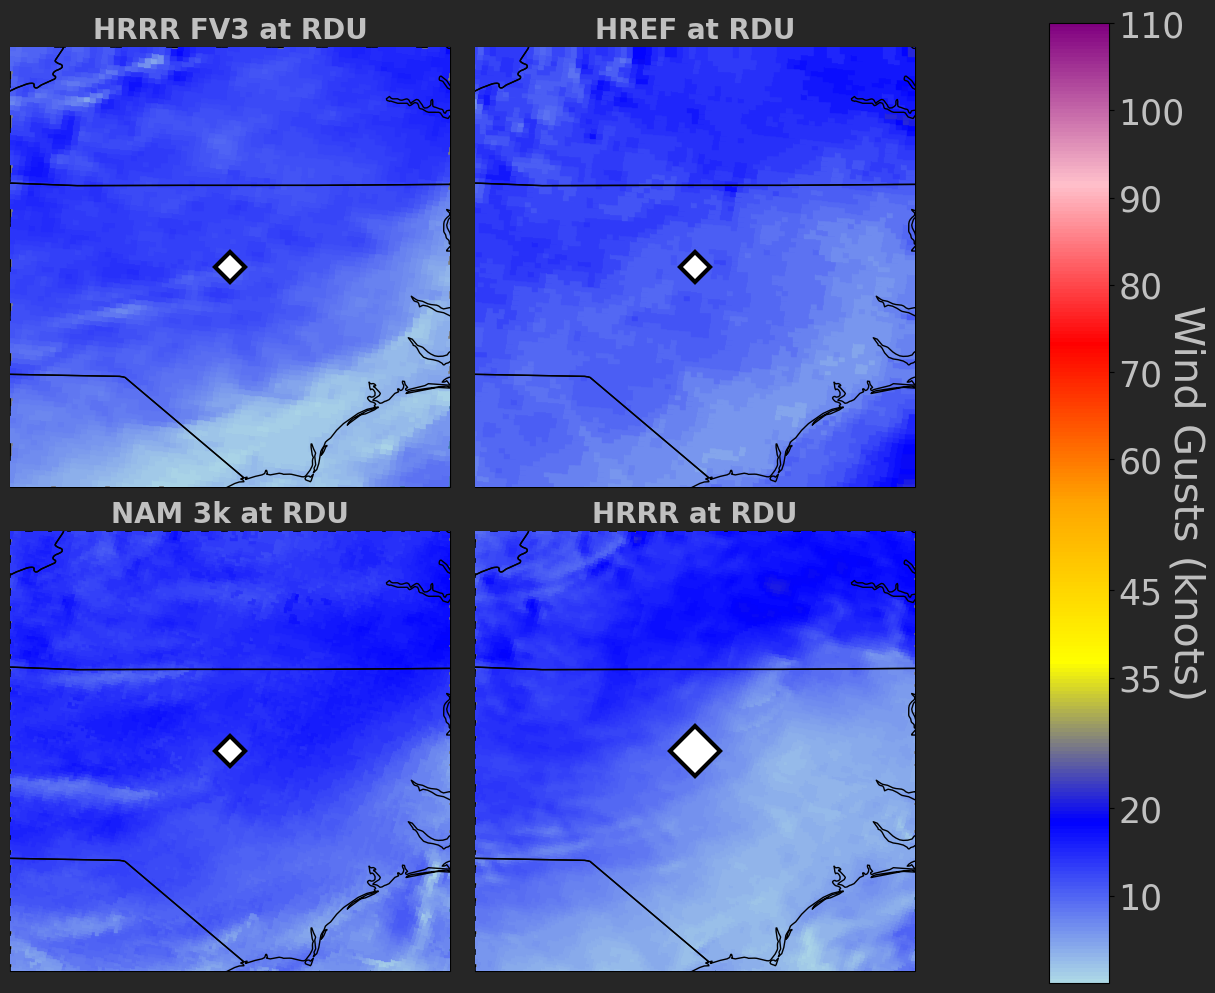 HRRR FV3 at RDU
HREF at RDU
NAM 3k at RDU
HRRR at RDU
110
100
90
80
70
60
45
35
20
10
Wind Gusts (knots)